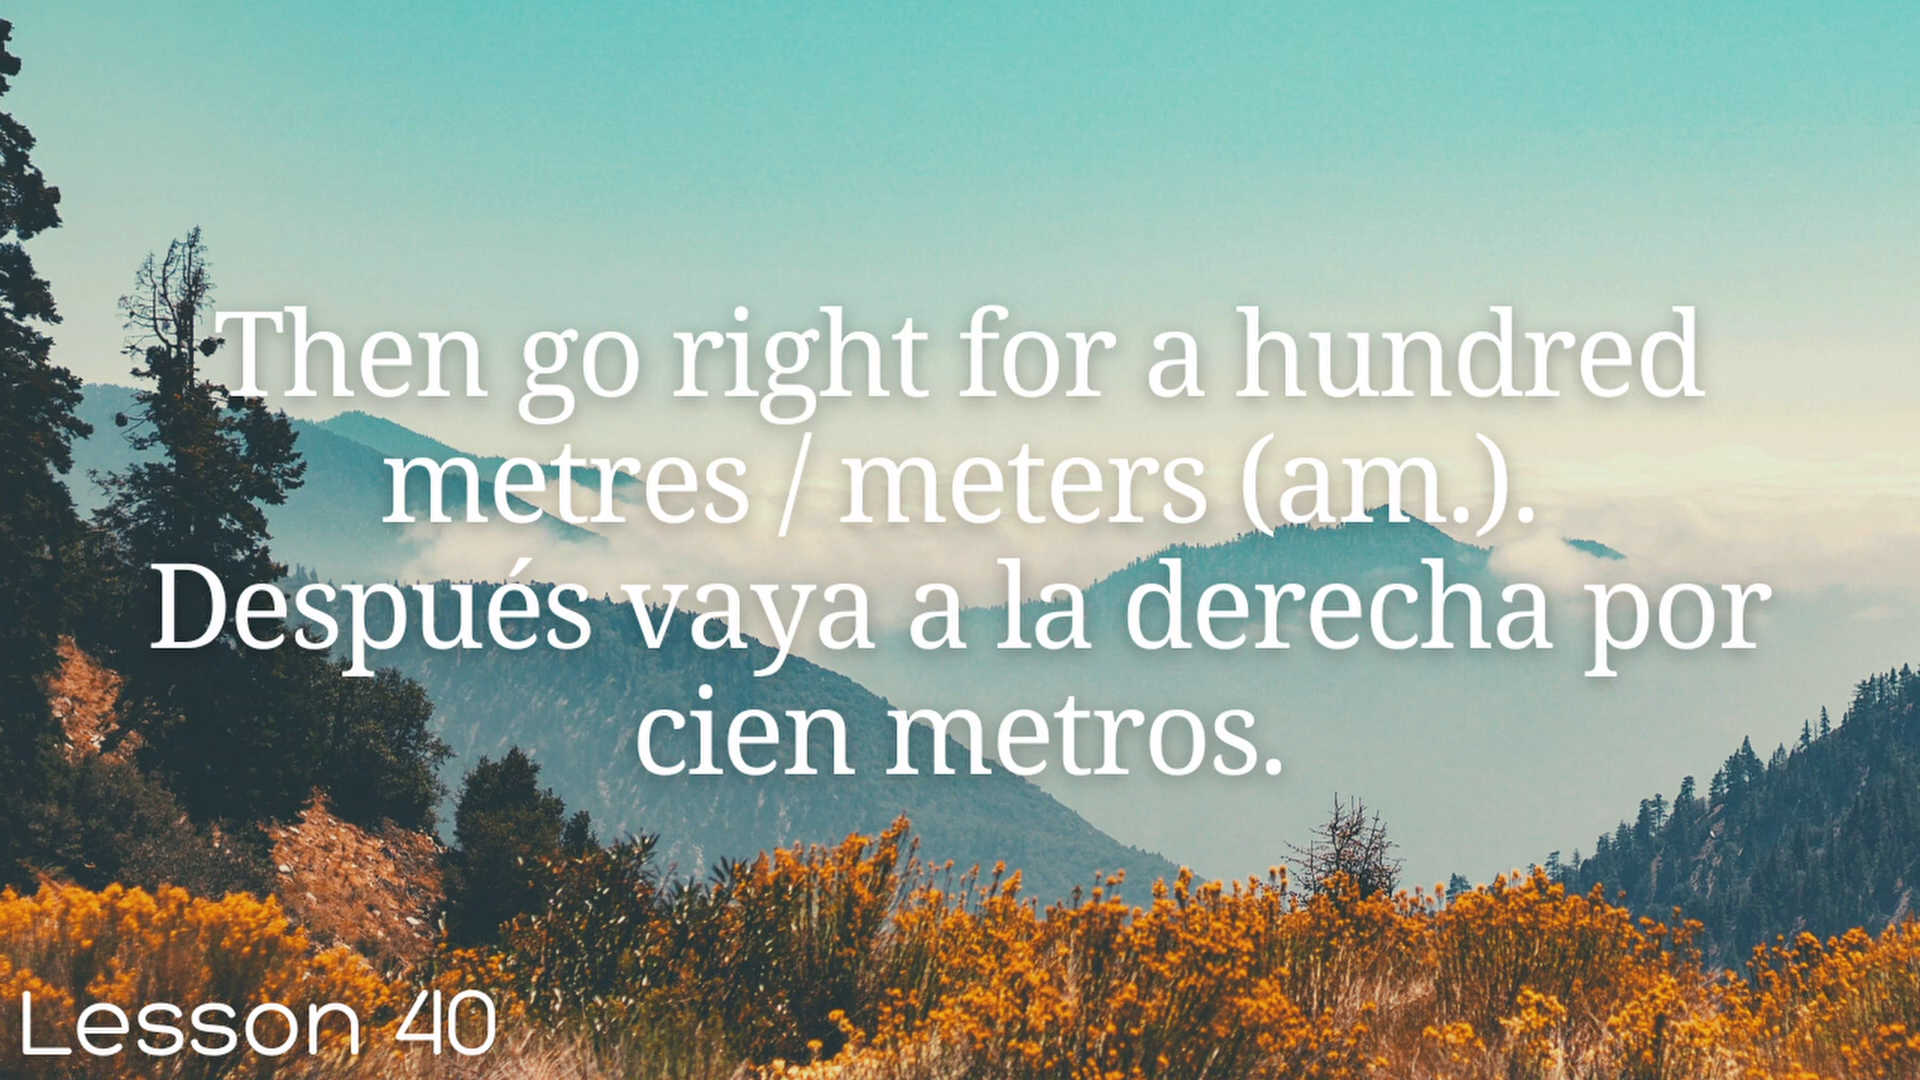 Then go right for a hundred
metres / meters (am.).
Después vaya a la derecha por
cien metros.
Lesson 40